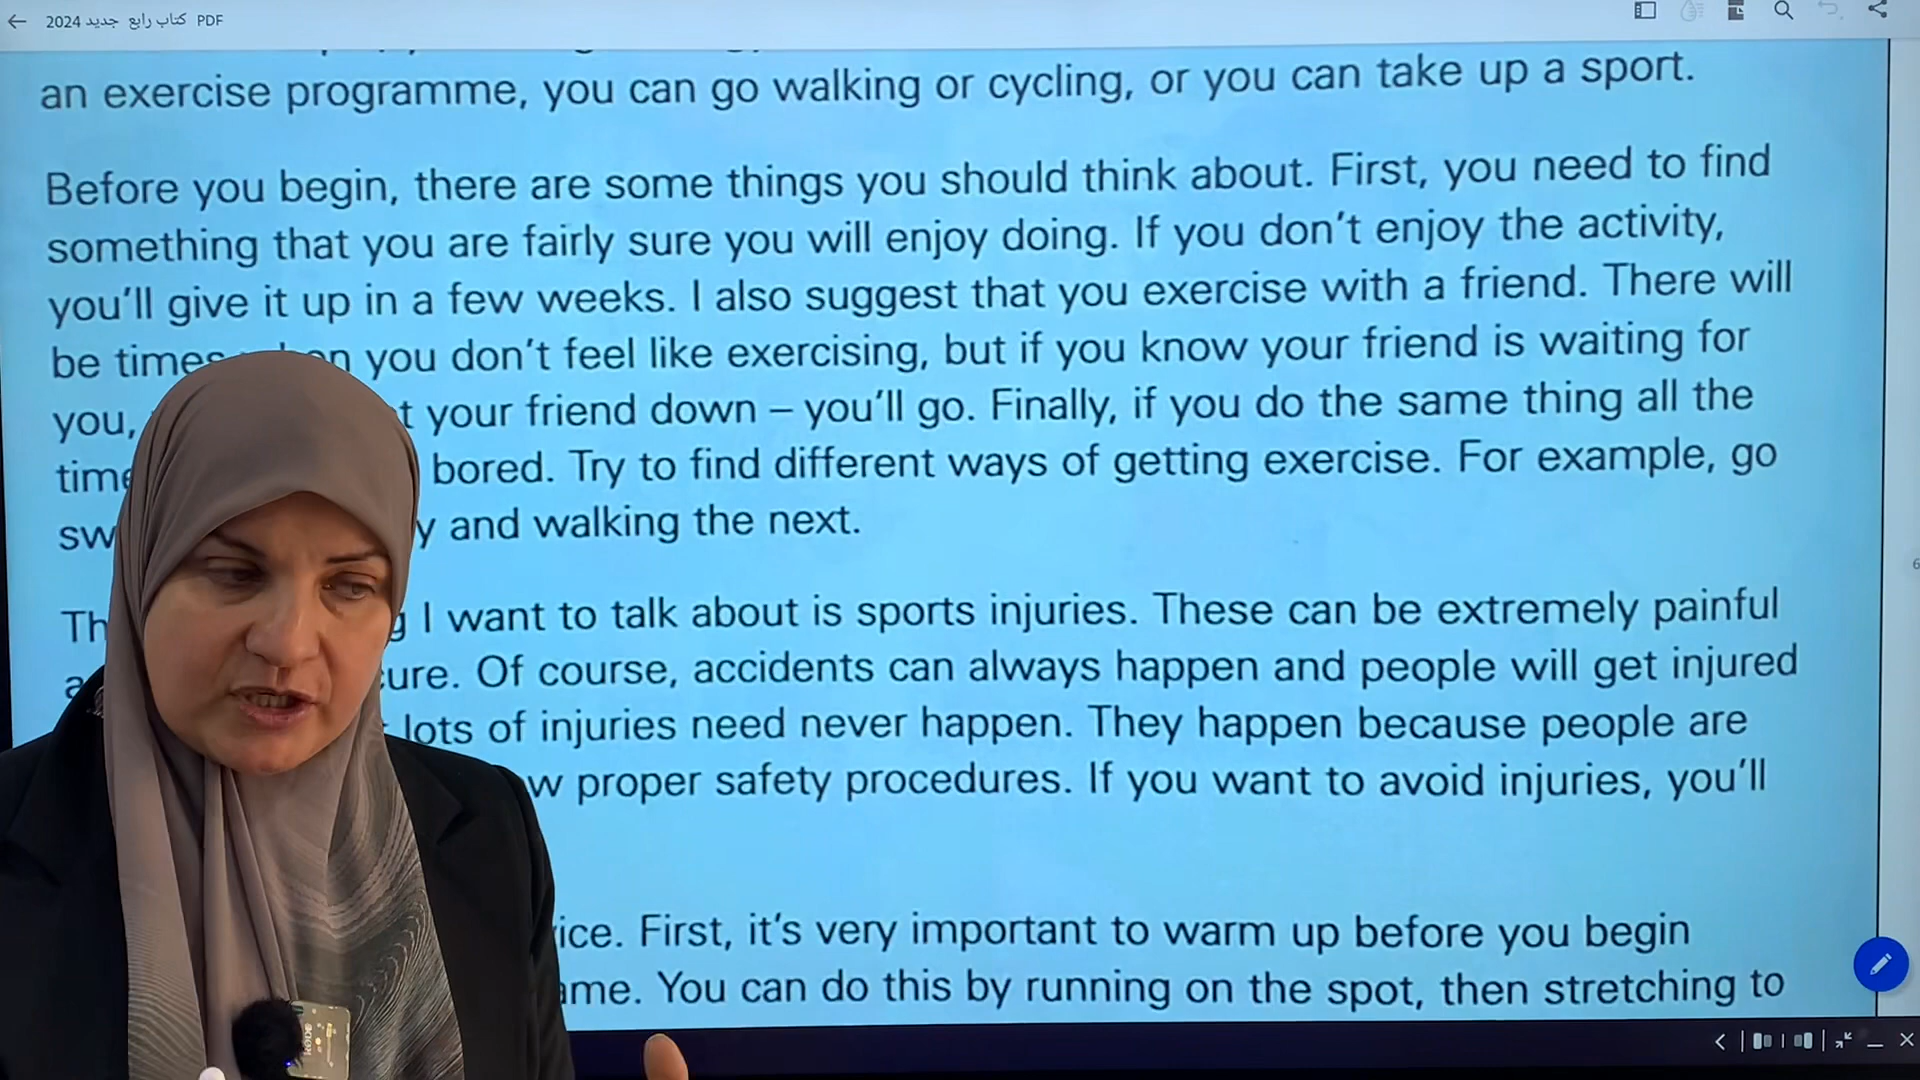 كتاب رابع جديد 2024 PDF
an exercise programme, you can go walking or cycling, or you can take up a sport.
Before you begin, there are some things you should think about. First, you need to find
something that you are fairly sure you will enjoy doing. If you don't enjoy the activity,
you'll give it up in a few weeks. I also suggest that you exercise with a friend. There will
be times you don't feel like exercising, but if you know your friend is waiting for
you, your friend down – you'll go. Finally, if you do the same thing all the
time bored. Try to find different ways of getting exercise. For example, go
and walking the next.
I want to talk about is sports injuries. These can be extremely painful
Of course, accidents can always happen and people will get injured
lots of injuries need never happen. They happen because people are
proper safety procedures. If you want to avoid injuries, you'll
First, it's very important to warm up before you begin
You can do this by running on the spot, then stretching to
RODE